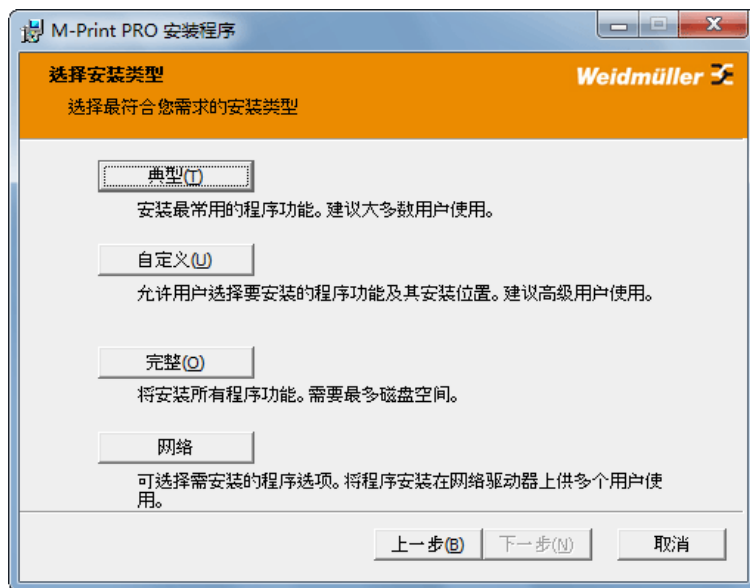 M-Print PRO 安装程序
选择安装类型
Weidmüller
选择最符合您需求的安装类型
典型(T)
安装最常用的程序功能。建议大多数用户使用。
自定义(U)
允许用户选择要安装的程序功能及其安装位置。建议高级用户使用。
完整(O)
将安装所有程序功能。需要最多磁盘空间。
网络
可选择需安装的程序选项。将程序安装在网络驱动器上供多个用户使
用。
上一步(B) 下一步(N) 取消